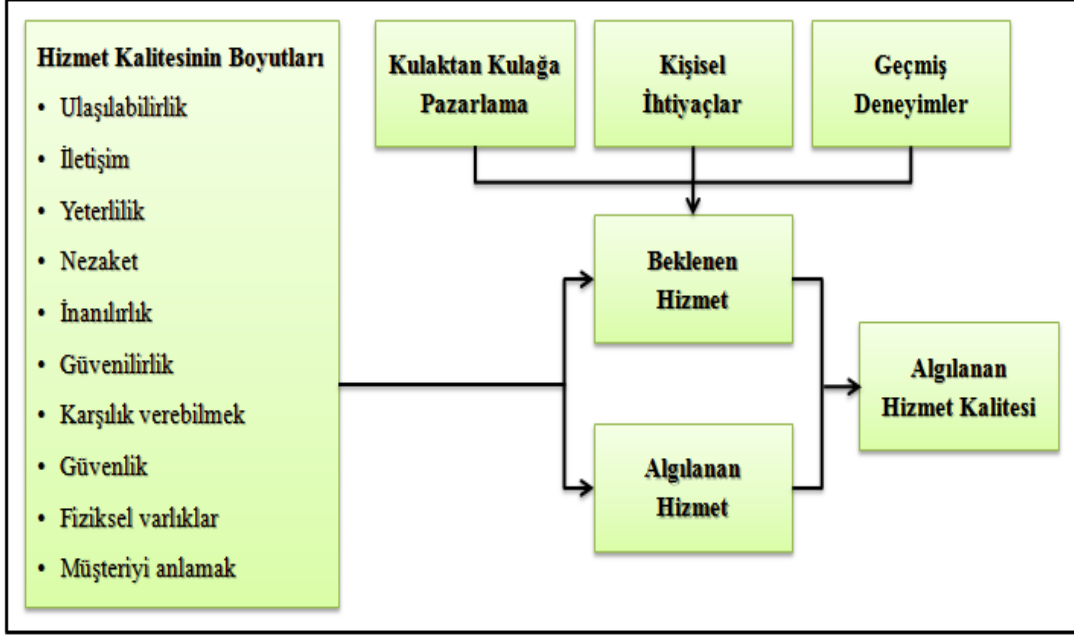 Hizmet Kalitesinin Boyutları
• Ulaşılabilirlik
• İletişim
• Yeterlilik
• Nezaket
• İnanılırlık
• Güvenilirlik
• Karşılık verebilmek
• Güvenlik
• Fiziksel varlıklar
• Müşteriyi anlamak
Kulaktan Kulağa
Pazarlama
Kişisel
İhtiyaçlar
Geçmiş
Deneyimler
Beklenen
Hizmet
Algılanan
Hizmet
Algılanan
Hizmet Kalitesi